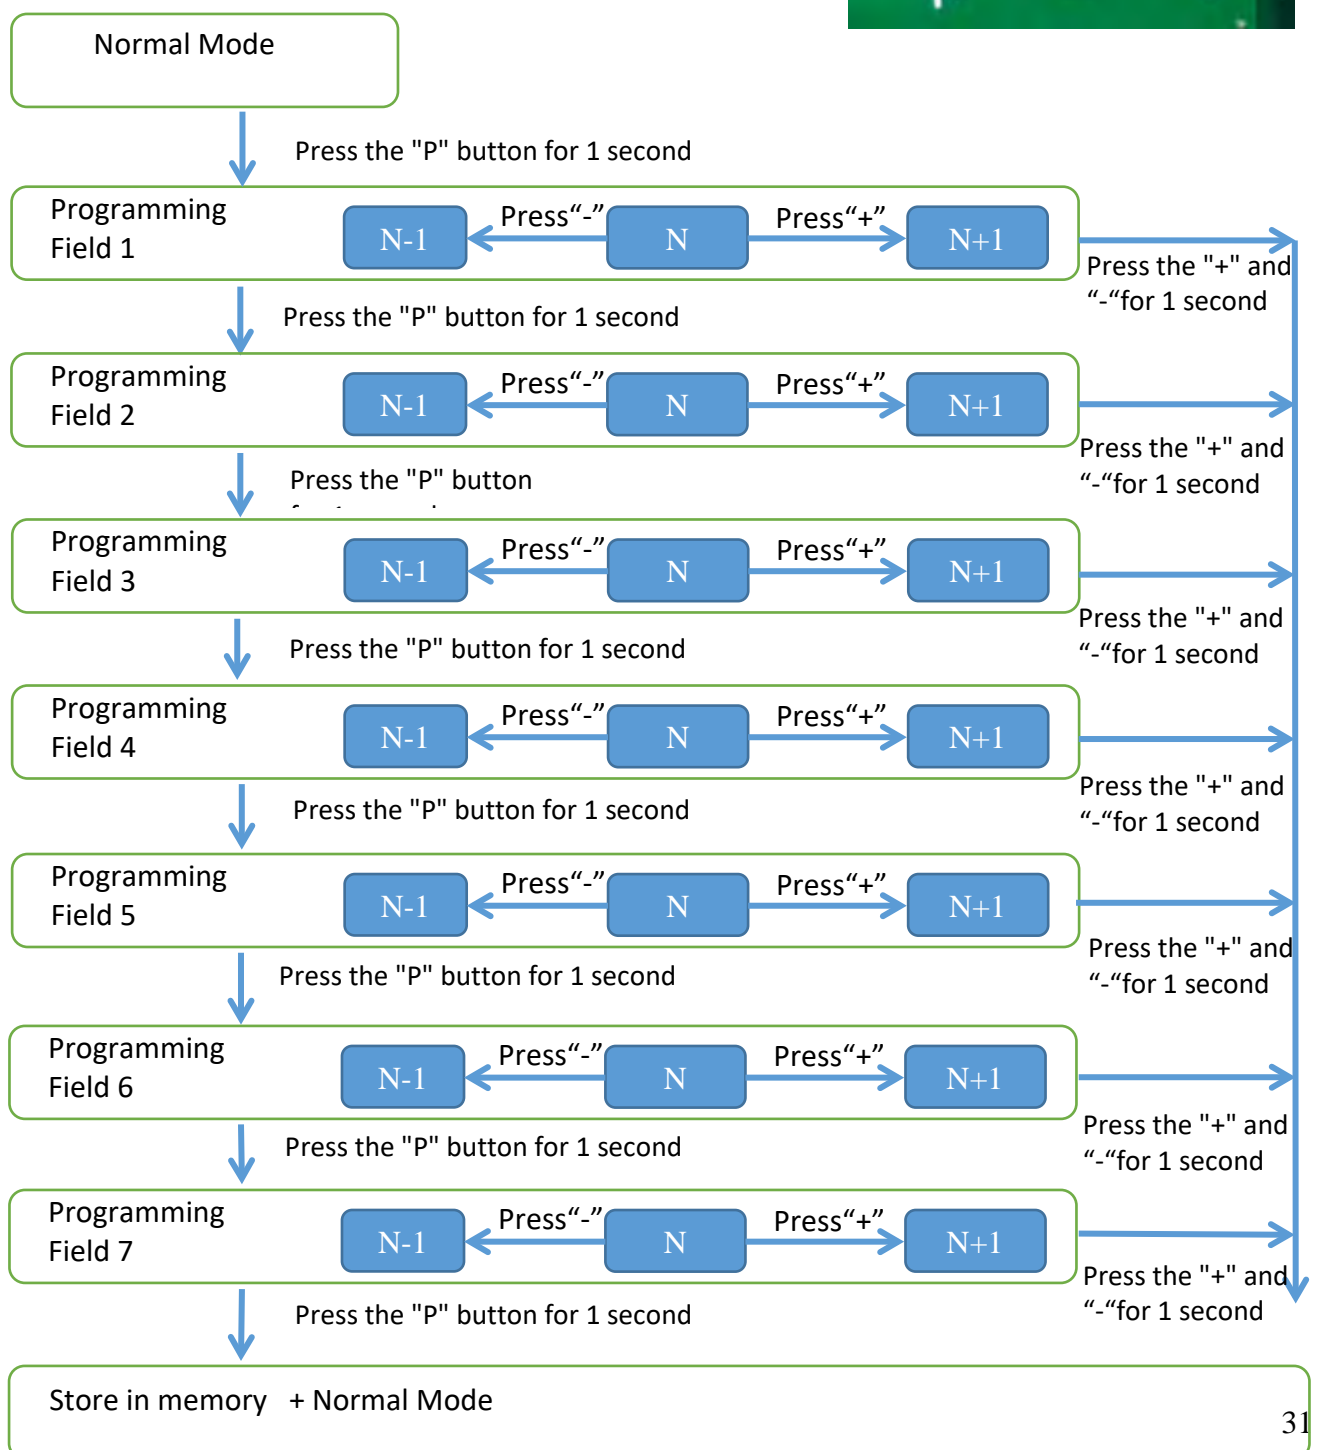 Normal Mode
Press the "P" button for 1 second
Programming
Field 1
N-1
Press“-”
N
Press“+”
N+1
Press the "+" and
“-“for 1 second
Press the "P" button for 1 second
Programming
Field 2
N-1
Press“-”
N
Press“+”
N+1
Press the "+" and
“-“for 1 second
Press the "P" button
Programming
Field 3
N-1
Press“-”
N
Press“+”
N+1
Press the "+" and
“-“for 1 second
Press the "P" button for 1 second
Programming
Field 4
N-1
Press“-”
N
Press“+”
N+1
Press the "+" and
“-“for 1 second
Press the "P" button for 1 second
Programming
Field 5
N-1
Press“-”
N
Press“+”
N+1
Press the "+" and
“-“for 1 second
Press the "P" button for 1 second
Programming
Field 6
N-1
Press“-”
N
Press“+”
N+1
Press the "+" and
“-“for 1 second
Press the "P" button for 1 second
Programming
Field 7
N-1
Press“-”
N
Press“+”
N+1
Press the "+" and
“-“for 1 second
Press the "P" button for 1 second
Store in memory + Normal Mode
31